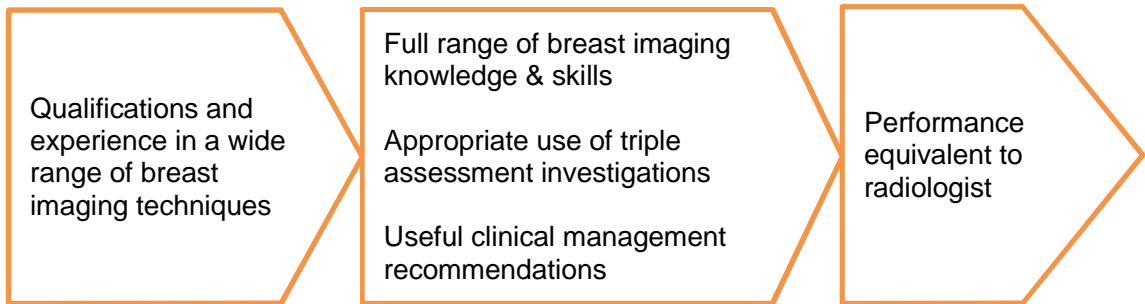 Qualifications and
experience in a wide
range of breast
imaging techniques
Full range of breast imaging
knowledge & skills
Appropriate use of triple
assessment investigations
Useful clinical management
recommendations
Performance
equivalent to
radiologist